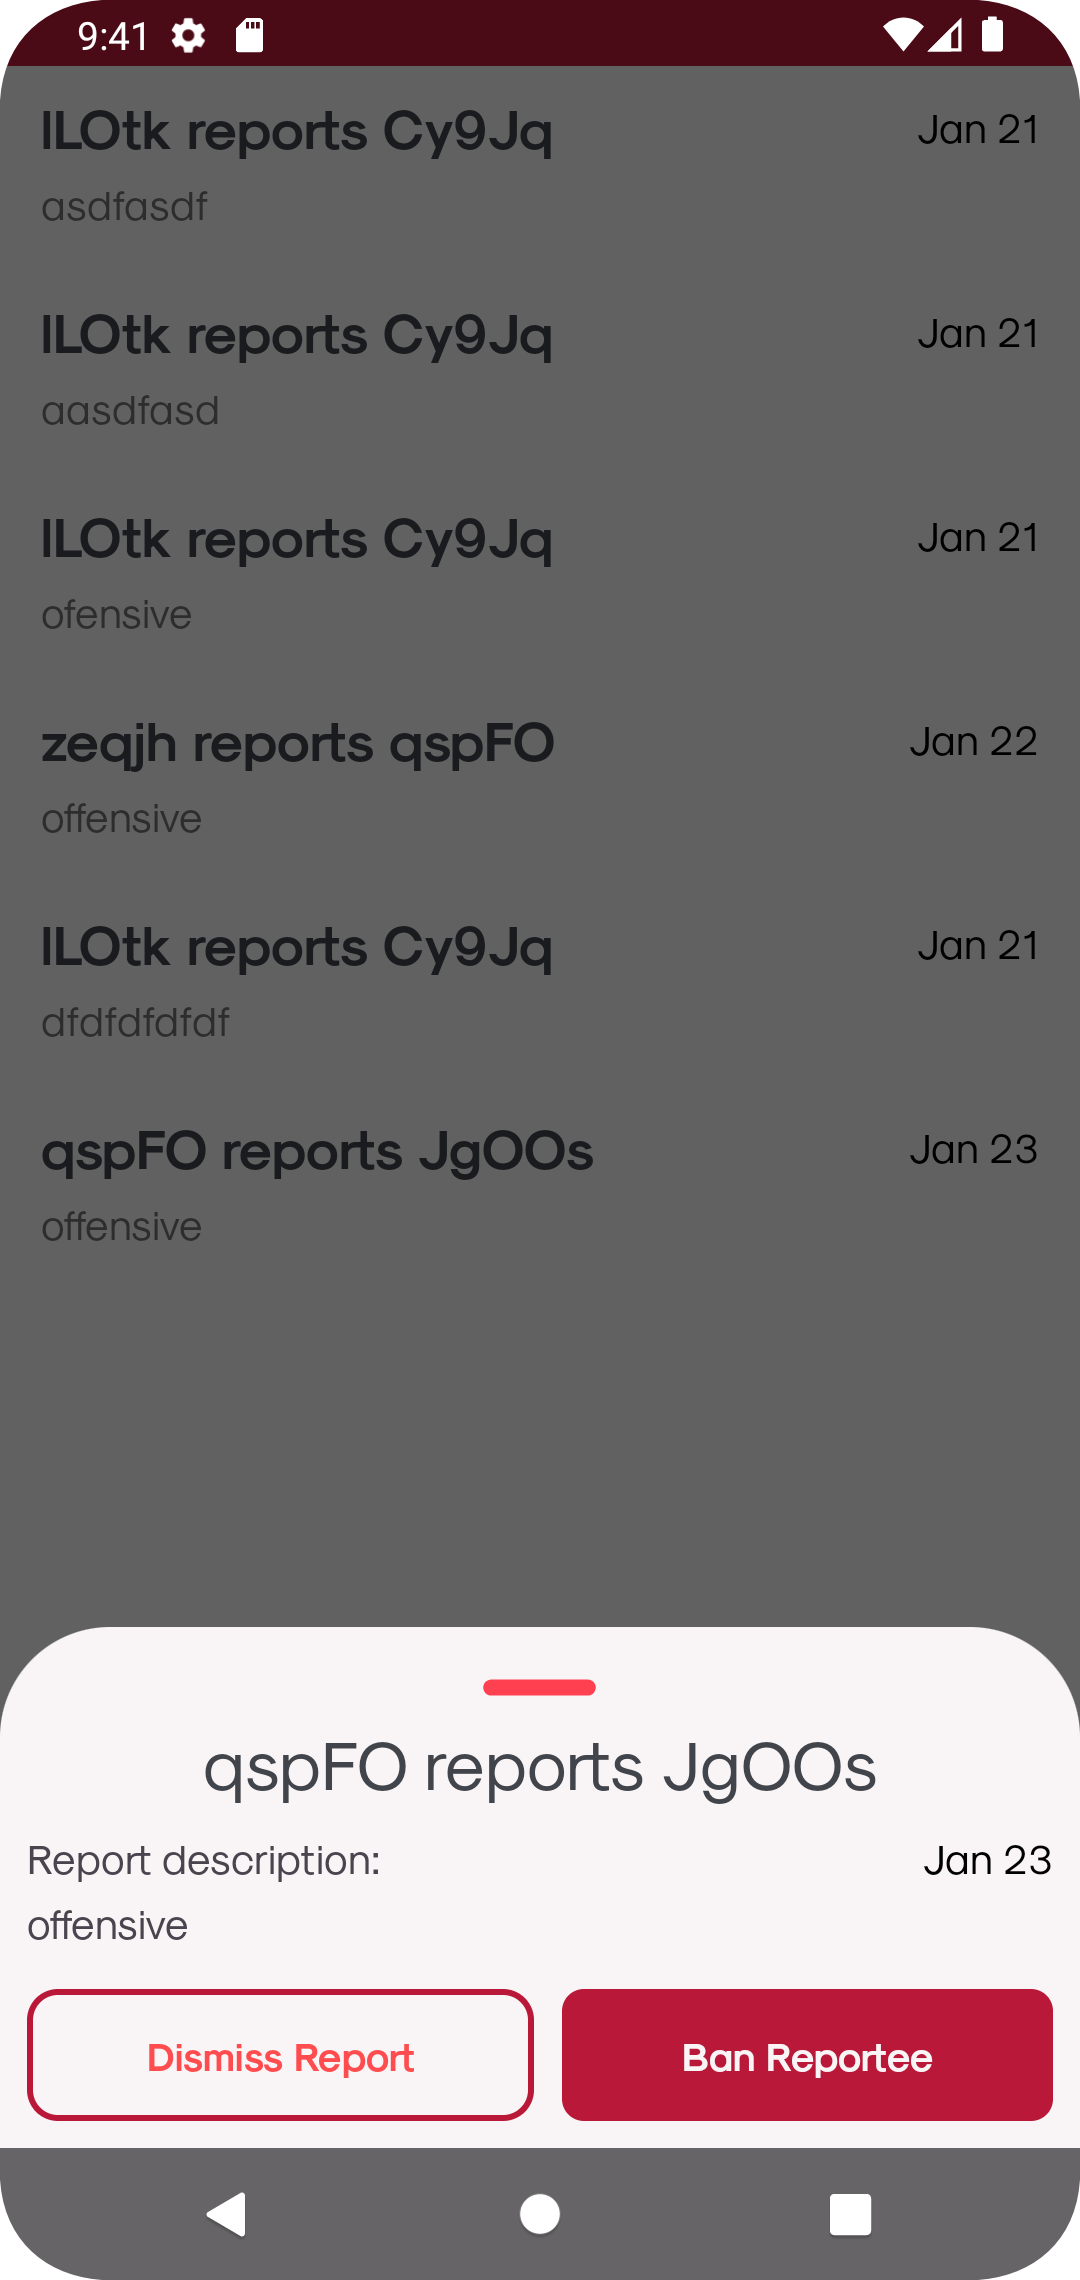 9:41
lLOtk reports Cy9Jq Jan 21
asdfasdf
lLOtk reports Cy9Jq Jan 21
aasdfasd
lLOtk reports Cy9Jq Jan 21
ofensive
zeqjh reports qspFO Jan 22
offensive
lLOtk reports Cy9Jq Jan 21
dfdfdfdfdf
qspFO reports JgOOs Jan 23
offensive
qspFO reports JgOOs
Report description: Jan 23
offensive
Dismiss Report Ban Reportee